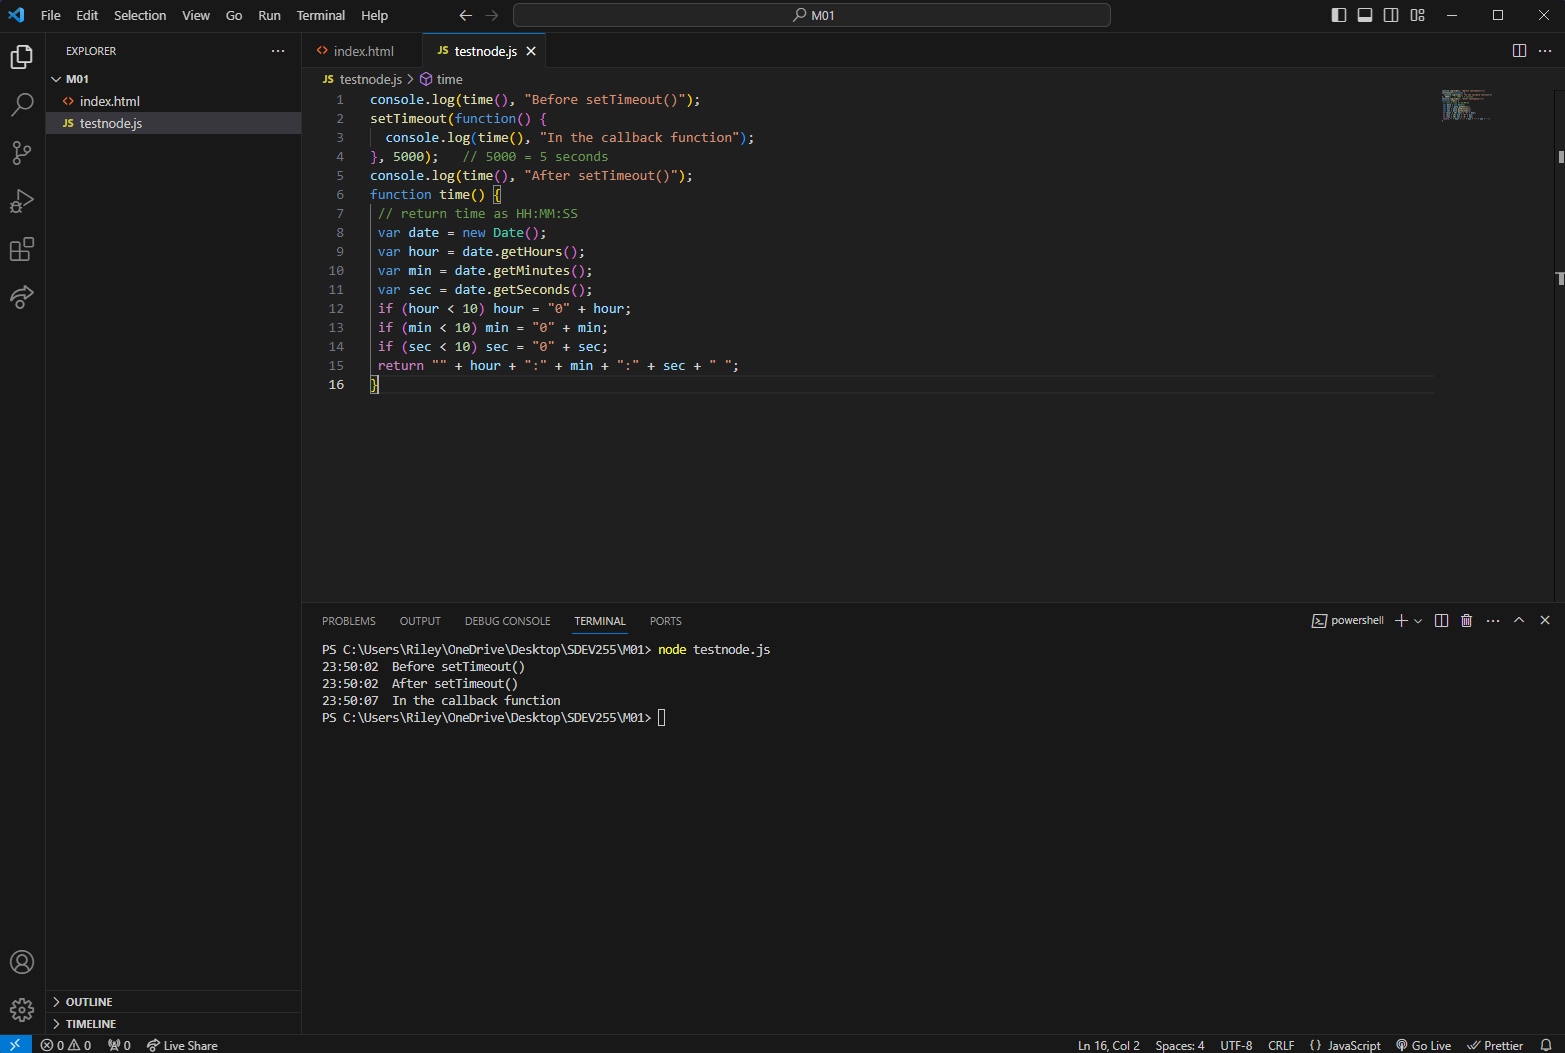 File Edit Selection View Go Run Terminal Help
M01
EXPLORER
M01
index.html
JS testnode.js
OUTLINE
TIMELINE
index.html
JS testnode.js
JS testnode.js > time
1 console.log(time(), "Before setTimeout()");
2 setTimeout(function() {
3 console.log(time(), "In the callback function");
4 }, 5000); // 5000 = 5 seconds
5 console.log(time(), "After setTimeout()");
6 function time() {
7 // return time as HH:MM:SS
8 var date = new Date();
9 var hour = date.getHours();
10 var min = date.getMinutes();
11 var sec = date.getSeconds();
12 if (hour < 10) hour = "0" + hour;
13 if (min < 10) min = "0" + min;
14 if (sec < 10) sec = "0" + sec;
15 return "" + hour + ":" + min + ":" + sec + " ";
16 }
PROBLEMS OUTPUT DEBUG CONSOLE TERMINAL PORTS
powershell
PS C:\Users\Riley\OneDrive\Desktop\SDEV255\M01> node testnode.js
23:50:02  Before setTimeout()
23:50:02  After setTimeout()
23:50:07  In the callback function
PS C:\Users\Riley\OneDrive\Desktop\SDEV255\M01>
0 0 0 Live Share
Ln 16, Col 2 Spaces: 4 UTF-8 CRLF {} JavaScript Go Live Prettier